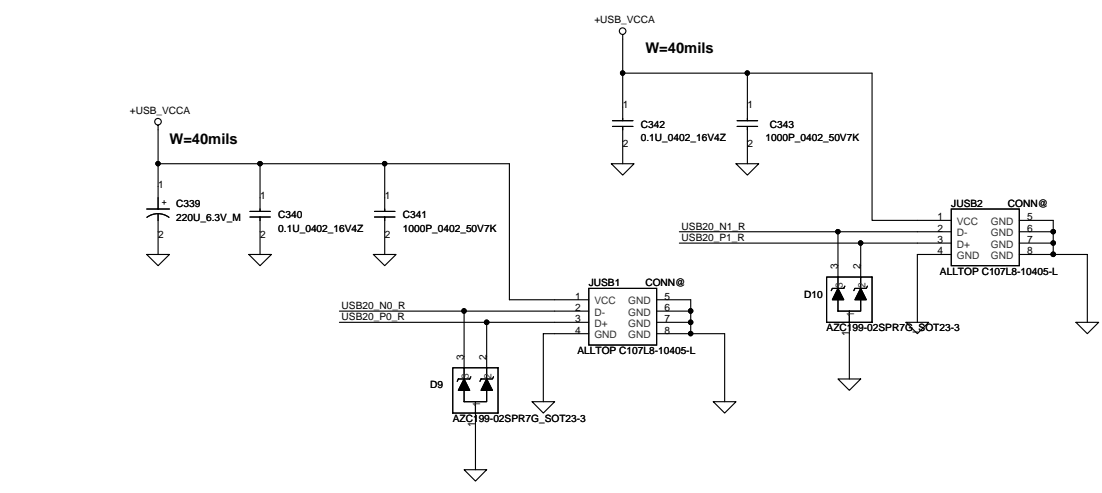 +USB_VCCA
W=40mils
1
2
C342
0.1U_0402_16V4Z
1
2
C343
1000P_0402_50V7K
+USB_VCCA
W=40mils
1
+
2
C339
220U_6.3V_M
1
2
C340
0.1U_0402_16V4Z
1
2
C341
1000P_0402_50V7K
JUSB2 CONN@
USB20_N1_R
USB20_P1_R
1 VCC GND 5
2 D- GND 6
3 D+ GND 7
4 GND GND 8
ALLTOP C107L8-10405-L
3 2
D10
1
AZC199-02SPR7G_SOT23-3
JUSB1 CONN@
USB20_N0_R
USB20_P0_R
1 VCC GND 5
2 D- GND 6
3 D+ GND 7
4 GND GND 8
ALLTOP C107L8-10405-L
3 2
D9
1
AZC199-02SPR7G_SOT23-3